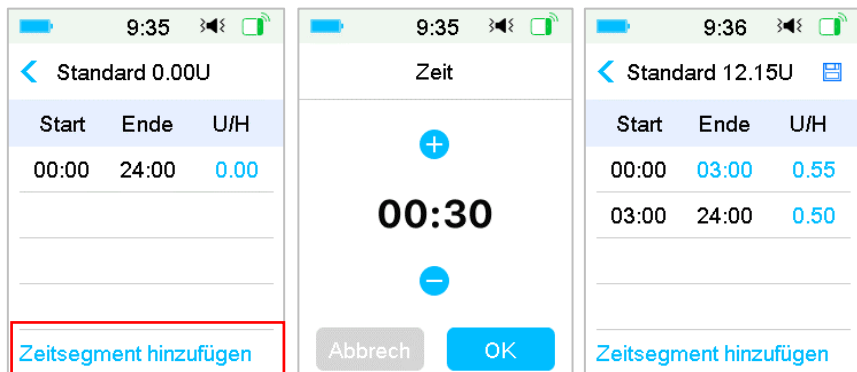 9:35
Standard 0.00U
Start Ende U/H
00:00 24:00 0.00
Zeitsegment hinzufügen
9:35
Zeit
00:30
Abbrech OK
9:36
Standard 12.15U
Start Ende U/H
00:00 03:00 0.55
03:00 24:00 0.50
Zeitsegment hinzufügen